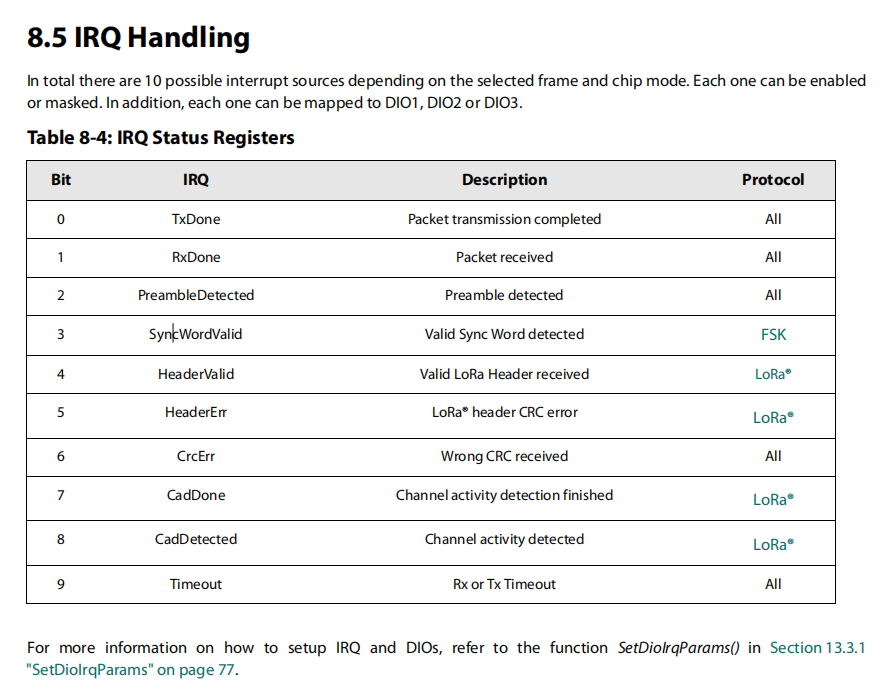 8.5 IRQ Handling
In total there are 10 possible interrupt sources depending on the selected frame and chip mode. Each one can be enabled
or masked. In addition, each one can be mapped to DIO1, DIO2 or DIO3.
Table 8-4: IRQ Status Registers
Bit IRQ Description Protocol
0 TxDone Packet transmission completed All
1 RxDone Packet received All
2 PreambleDetected Preamble detected All
3 SyncWordValid Valid Sync Word detected FSK
4 HeaderValid Valid LoRa Header received LoRa®
5 HeaderErr LoRa® header CRC error LoRa®
6 CrcErr Wrong CRC received All
7 CadDone Channel activity detection finished LoRa®
8 CadDetected Channel activity detected LoRa®
9 Timeout Rx or Tx Timeout All
For more information on how to setup IRQ and DIOs, refer to the function SetDioIrqParams() in Section 13.3.1
"SetDioIrqParams" on page 77.